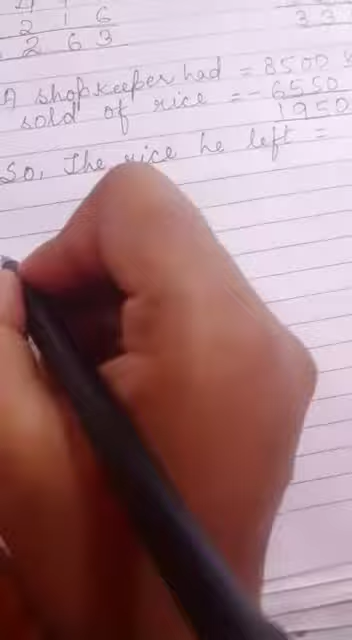 2 1 6
2 6 3
33
A shopkeeper had = 8500
sold of rice = - 6550
1950
So, The rice he left =